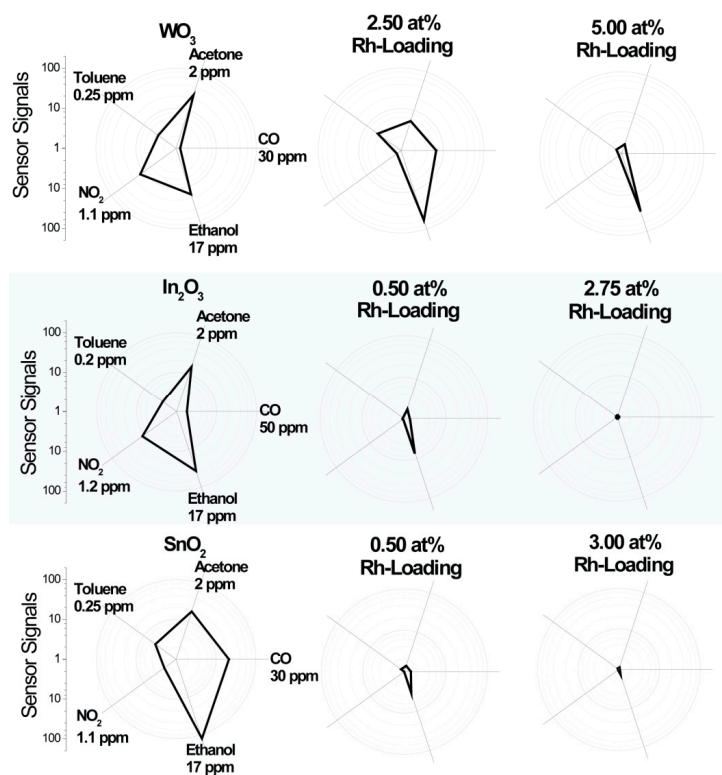 WO₃
2.50 at%
Rh-Loading
5.00 at%
Sensor Signals
100
10
1
10
100
Acetone
2 ppm
Toluene
0.25 ppm
CO
30 ppm
NO₂
1.1 ppm
Ethanol
17 ppm
In₂O₃
0.50 at%
Rh-Loading
2.75 at%
Rh-Loading
Sensor Signals
100
10
1
10
100
Acetone
2 ppm
Toluene
0.2 ppm
CO
50 ppm
NO₂
1.2 ppm
Ethanol
17 ppm
SnO₂
0.50 at%
Rh-Loading
3.00 at%
Rh-Loading
Sensor Signals
100
10
1
10
100
Acetone
2 ppm
Toluene
0.25 ppm
CO
30 ppm
NO₂
1.1 ppm
Ethanol
17 ppm